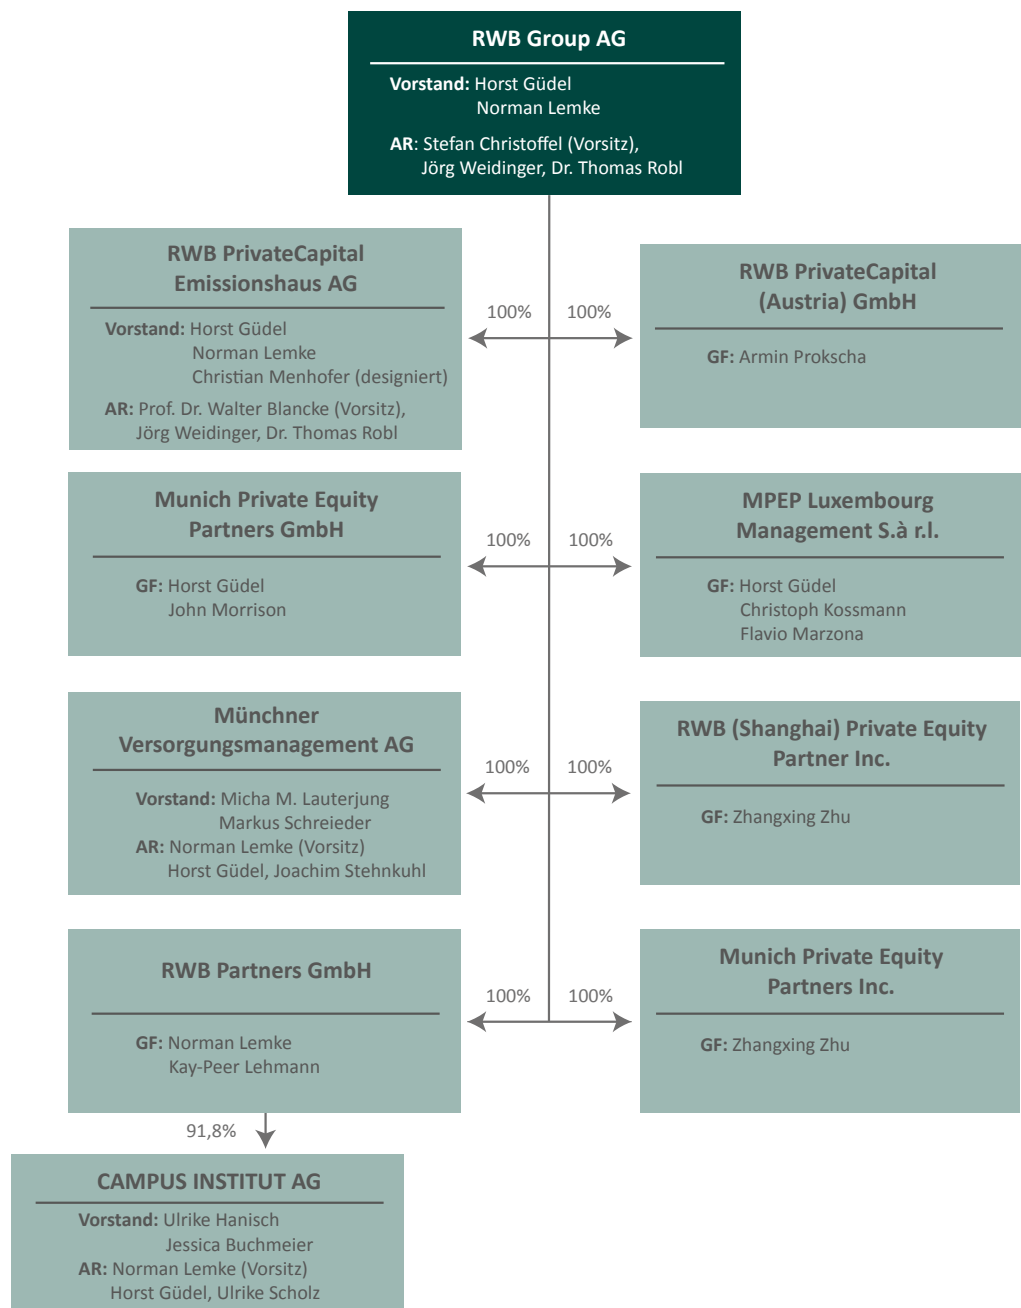 RWB Group AG
Vorstand: Horst Güdel
Norman Lemke
AR: Stefan Christoffel (Vorsitz),
Jörg Weidinger, Dr. Thomas Robl
RWB PrivateCapital
Emissionshaus AG
Vorstand: Horst Güdel
Norman Lemke
Christian Menhofer (designiert)
AR: Prof. Dr. Walter Blancke (Vorsitz),
Jörg Weidinger, Dr. Thomas Robl
100%
100%
RWB PrivateCapital
(Austria) GmbH
GF: Armin Prokscha
Munich Private Equity
Partners GmbH
GF: Horst Güdel
John Morrison
100%
100%
MPEP Luxembourg
Management S.à r.l.
GF: Horst Güdel
Christoph Kossmann
Flavio Marzona
Münchner
Versorgungsmanagement AG
Vorstand: Micha M. Lauterjung
Markus Schreieder
AR: Norman Lemke (Vorsitz)
Horst Güdel, Joachim Stehnkuhl
100%
100%
RWB (Shanghai) Private Equity
Partner Inc.
GF: Zhangxing Zhu
RWB Partners GmbH
GF: Norman Lemke
Kay-Peer Lehmann
100%
100%
Munich Private Equity
Partners Inc.
GF: Zhangxing Zhu
91,8%
CAMPUS INSTITUT AG
Vorstand: Ulrike Hanisch
Jessica Buchmeier
AR: Norman Lemke (Vorsitz)
Horst Güdel, Ulrike Scholz